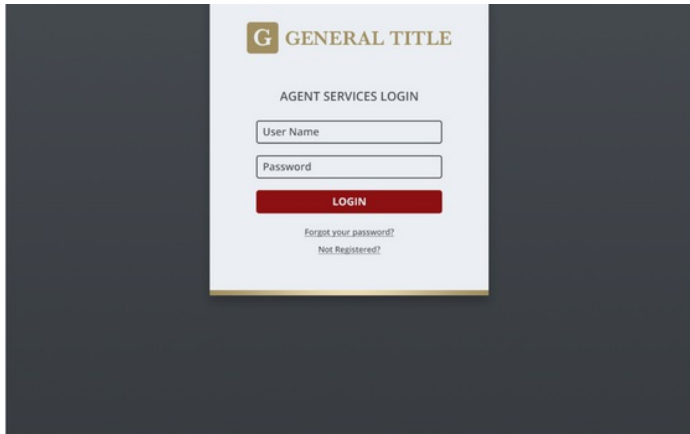 G GENERAL TITLE
AGENT SERVICES LOGIN
User Name
Password
LOGIN
Forgot your password?
Not Registered?